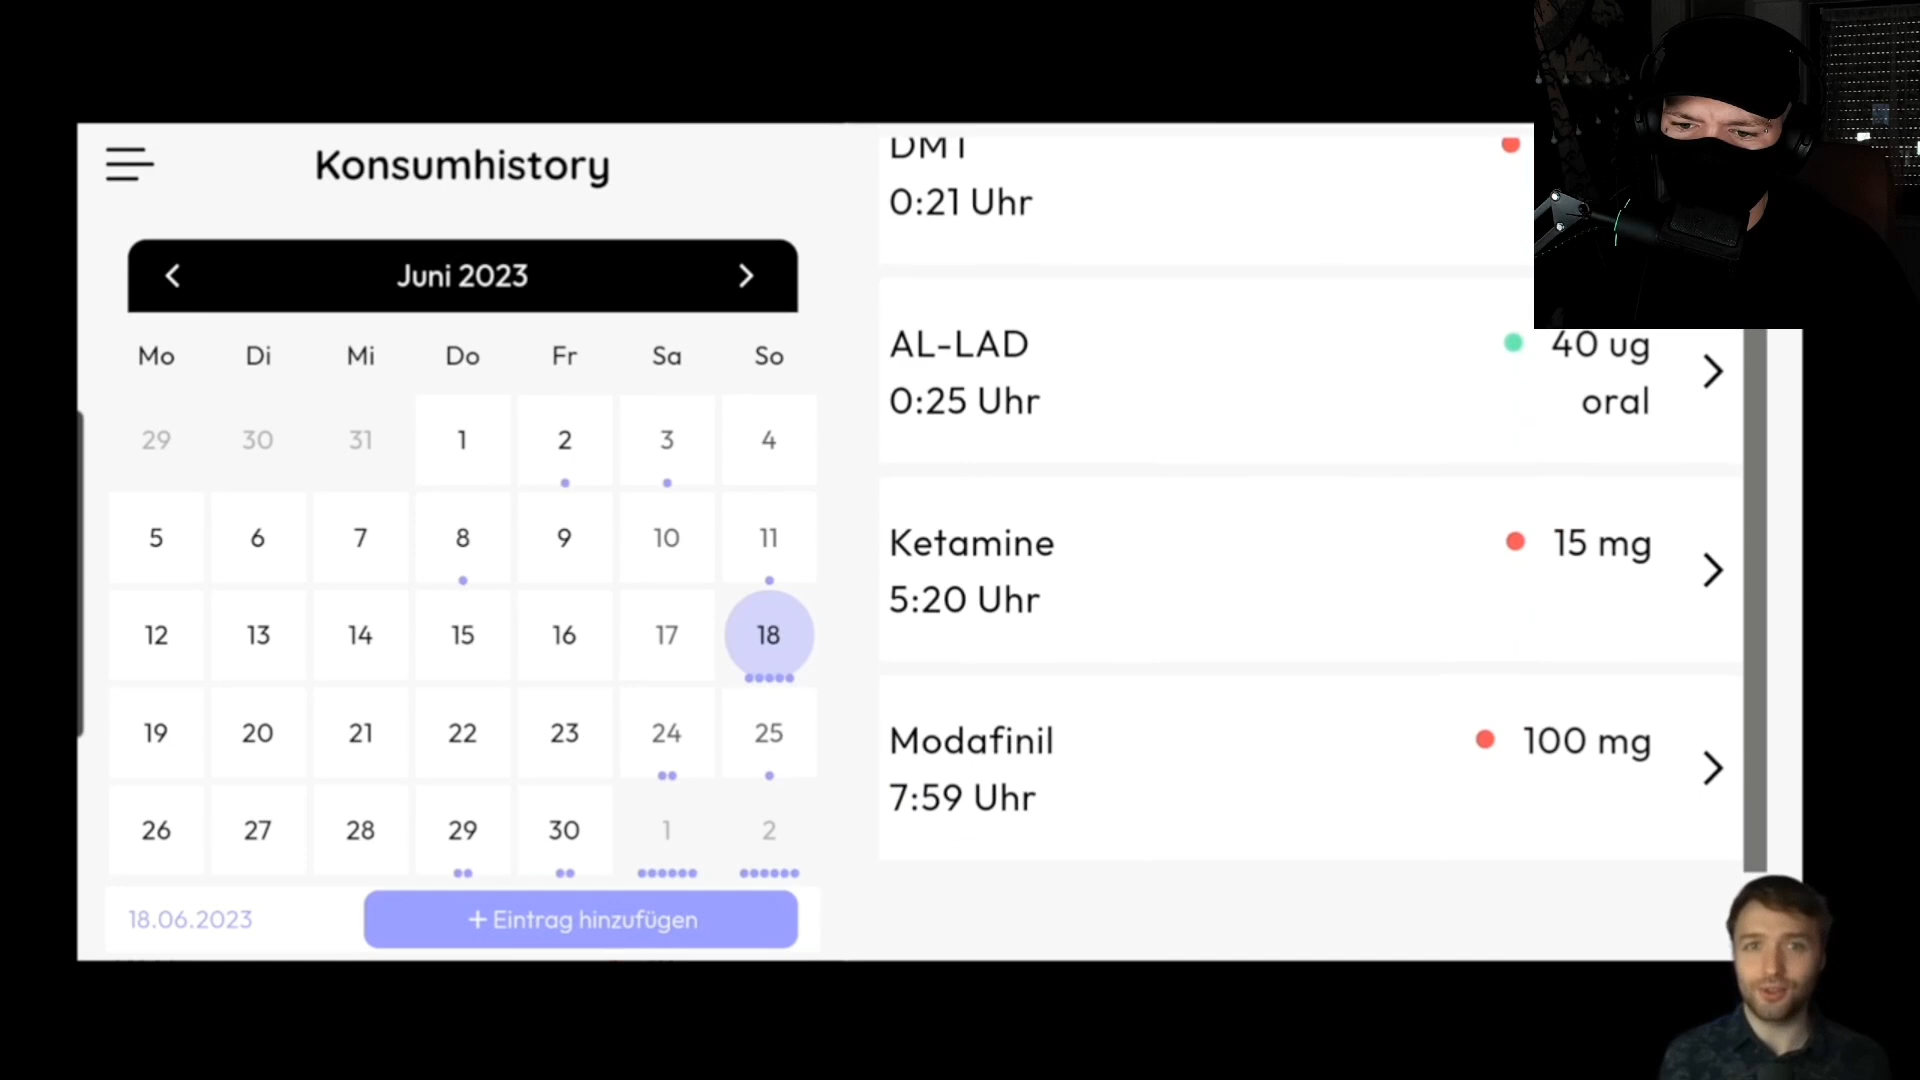 Konsumhistory
Juni 2023
Mo Di Mi Do Fr Sa So
29 30 31 1 2 3 4
5 6 7 8 9 10 11
12 13 14 15 16 17 18
19 20 21 22 23 24 25
26 27 28 29 30 1 2
18.06.2023
+ Eintrag hinzufügen
DMT
0:21 Uhr
AL-LAD 40 ug
0:25 Uhr oral
Ketamine 15 mg
5:20 Uhr
Modafinil 100 mg
7:59 Uhr